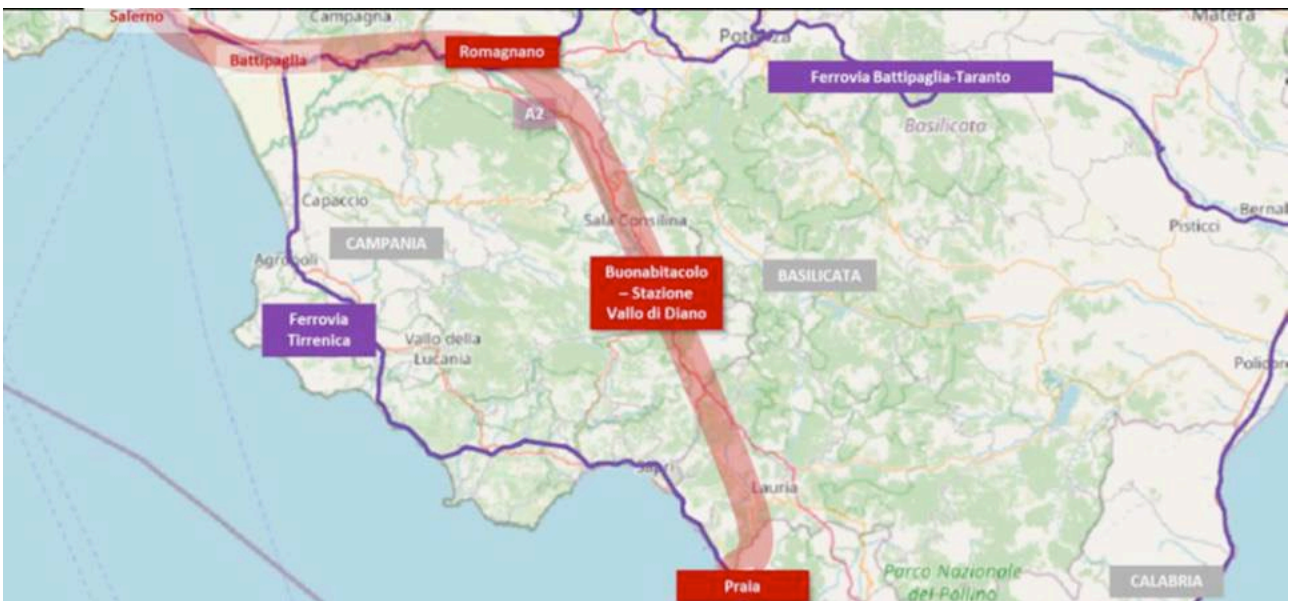 Salerno
Campagna
Matera
Battipaglia
Romagnano
Potenza
Ferrovia Battipaglia-Taranto
A2
Basilicata
Capaccio
Sala Consilina
Pisticci
CAMPANIA
Agropoli
Buonabitacolo
– Stazione
Vallo di Diano
BASILICATA
Ferrovia
Tirrenica
Vallo della
Lucania
Sapri
Lauria
Praia
Parco Nazionale
del Pollino
CALABRIA